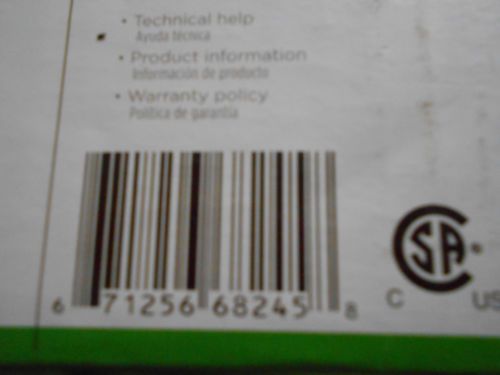 • Technical help
Ayuda técnica
• Product information
Información de producto
• Warranty policy
Política de garantía
6 71256 68245 8
CSA®
C US